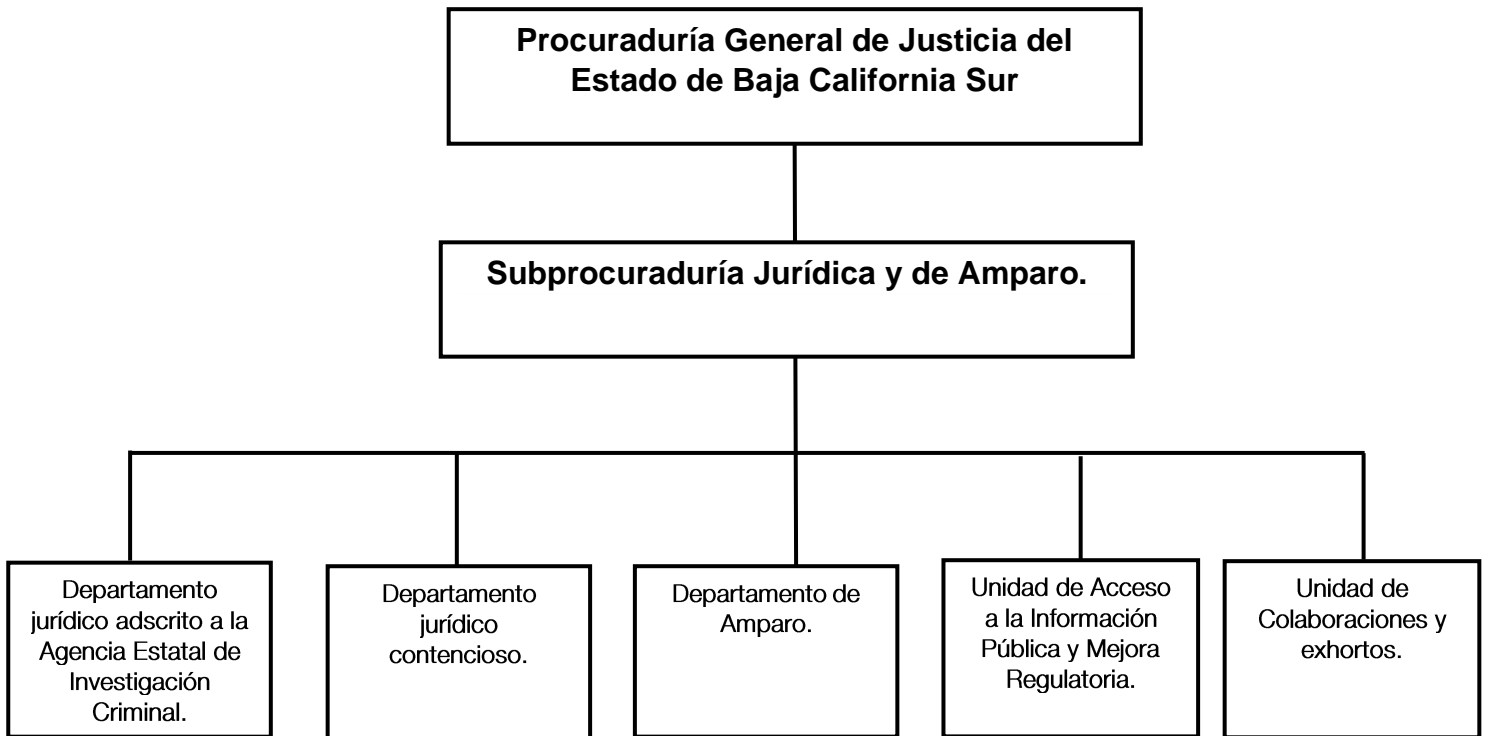 Procuraduría General de Justicia del
Estado de Baja California Sur
Subprocuraduría Jurídica y de Amparo.
Departamento
jurídico adscrito a la
Agencia Estatal de
Investigación
Criminal.
Departamento
jurídico
contencioso.
Departamento de
Amparo.
Unidad de Acceso
a la Información
Pública y Mejora
Regulatoria.
Unidad de
Colaboraciones y
exhortos.